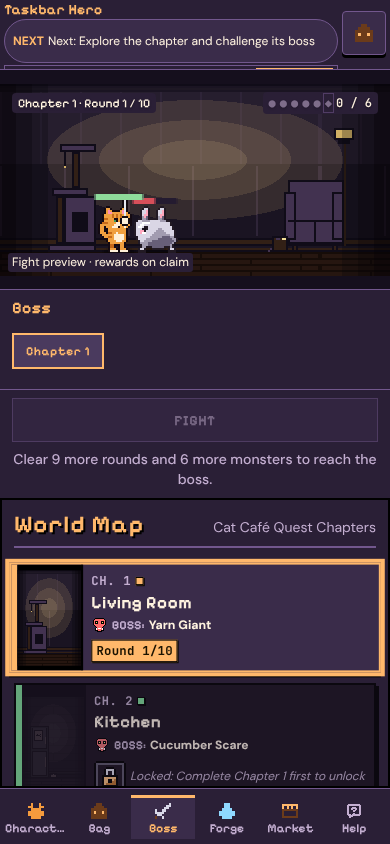 Taskbar Hero
NEXT Next: Explore the chapter and challenge its boss
Chapter 1 · Round 1 / 10
0 / 6
Fight preview · rewards on claim
Boss
Chapter 1
FIGHT
Clear 9 more rounds and 6 more monsters to reach the
boss.
World Map
Cat Café Quest Chapters
CH. 1
Living Room
BOSS: Yarn Giant
Round 1/10
CH. 2
Kitchen
BOSS: Cucumber Scare
Locked: Complete Chapter 1 first to unlock
Charact...
Bag
Boss
Forge
Market
Help